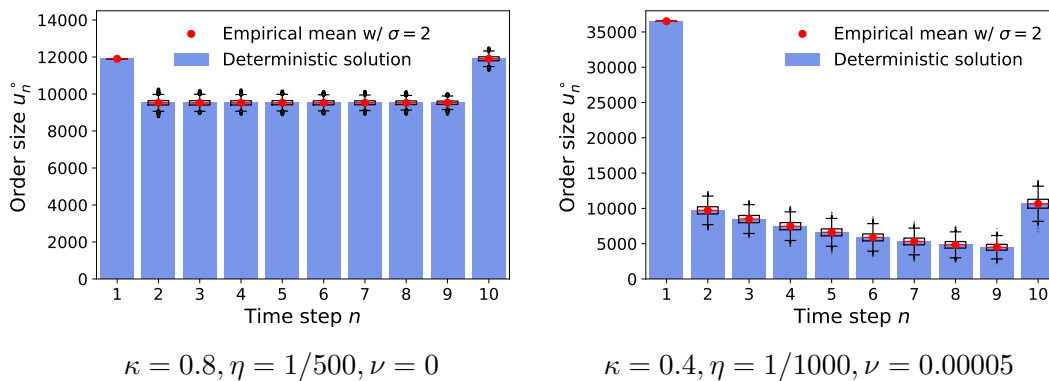 Order size u°ₙ
14000
12000
10000
8000
6000
4000
2000
0
Empirical mean w/ σ = 2
Deterministic solution
1 2 3 4 5 6 7 8 9 10
Time step n
κ = 0.8, η = 1/500, ν = 0
Order size u°ₙ
35000
30000
25000
20000
15000
10000
5000
0
Empirical mean w/ σ = 2
Deterministic solution
1 2 3 4 5 6 7 8 9 10
Time step n
κ = 0.4, η = 1/1000, ν = 0.00005